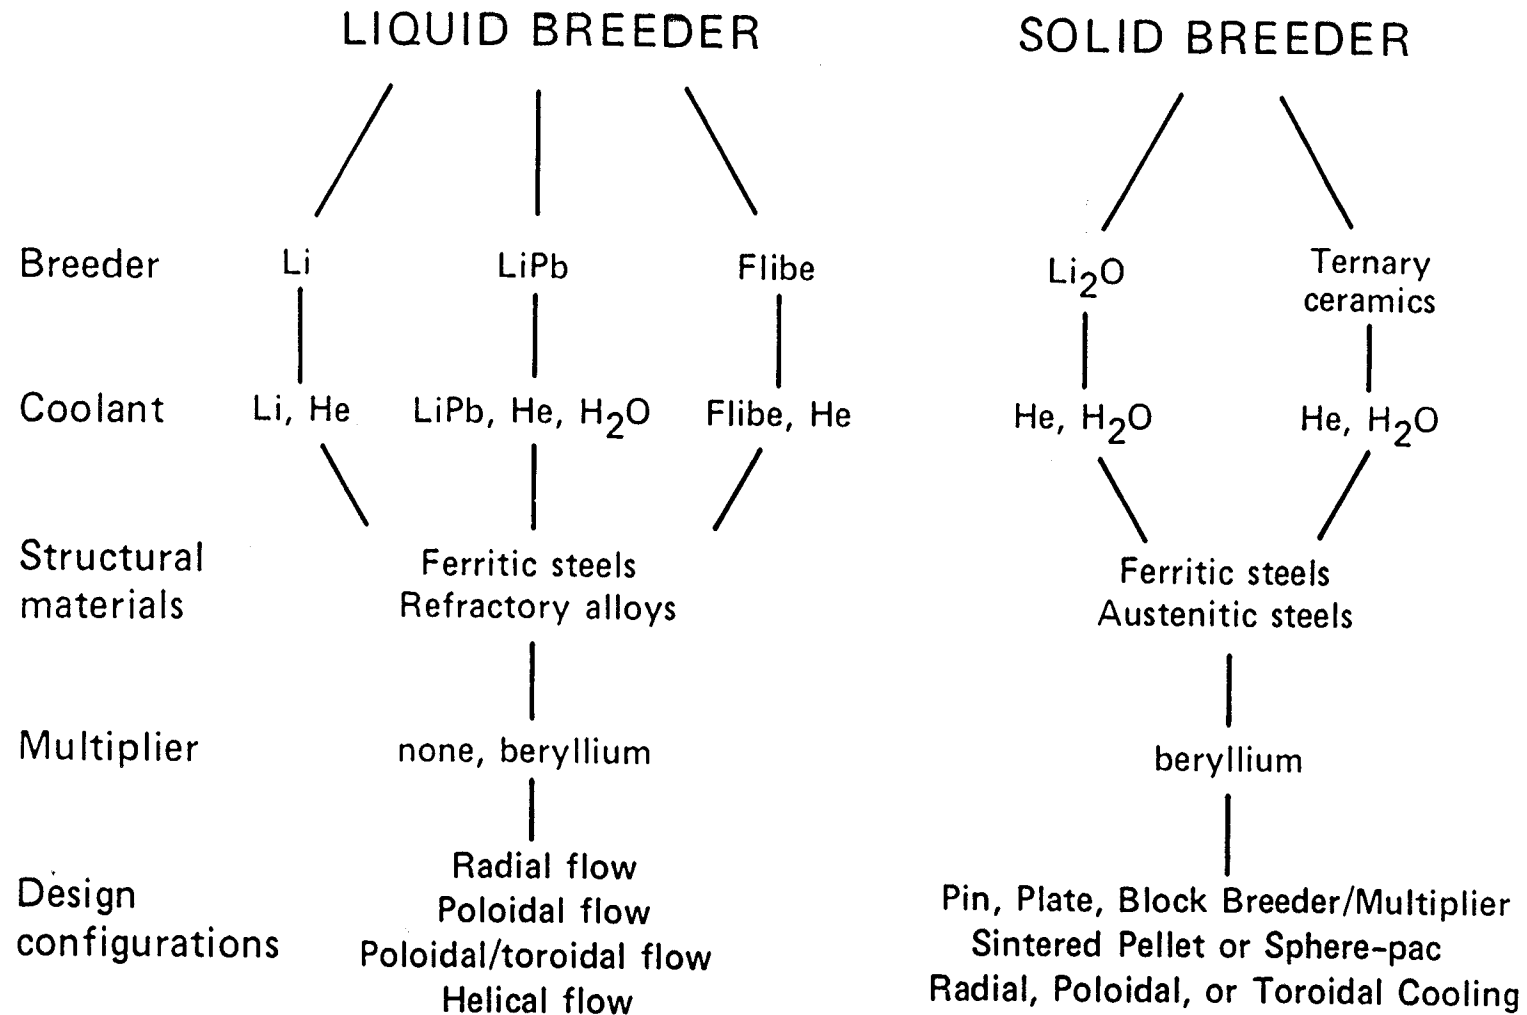 LIQUID BREEDER SOLID BREEDER
Breeder Li LiPb Flibe Li2O Ternary
ceramics
Coolant Li, He LiPb, He, H2O Flibe, He He, H2O He, H2O
Structural
materials
Ferritic steels
Refractory alloys
Ferritic steels
Austenitic steels
Multiplier none, beryllium beryllium
Design
configurations
Radial flow
Poloidal flow
Poloidal/toroidal flow
Helical flow
Pin, Plate, Block Breeder/Multiplier
Sintered Pellet or Sphere-pac
Radial, Poloidal, or Toroidal Cooling